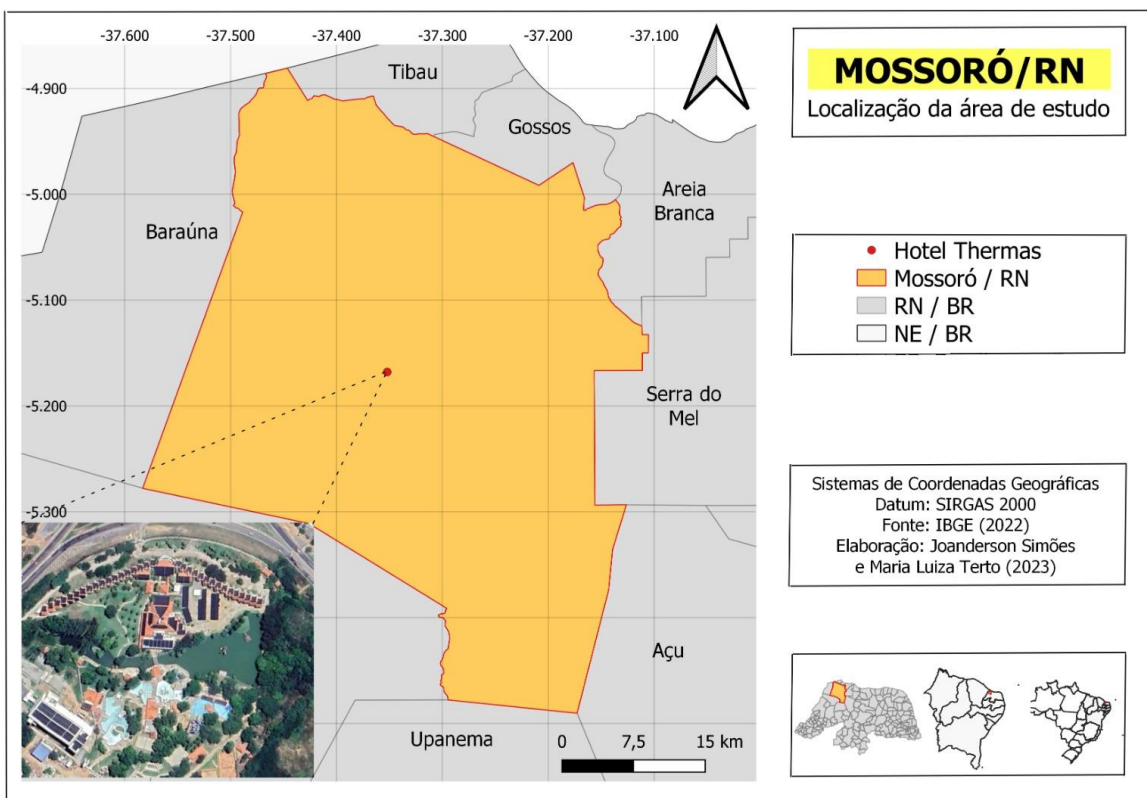 -37.600
-37.500
-37.400
-37.300
-37.200
-37.100
-4.900
-5.000
-5.100
-5.200
-5.300
Tibau
Gossos
Areia
Branca
Baraúna
Serra do
Mel
Açu
Upanema
0
7,5
15 km
MOSSORÓ/RN
Localização da área de estudo
Hotel Thermas
Mossoró / RN
RN / BR
NE / BR
Sistemas de Coordenadas Geográficas
Datum: SIRGAS 2000
Fonte: IBGE (2022)
Elaboração: Joanderson Simões
e Maria Luiza Terto (2023)